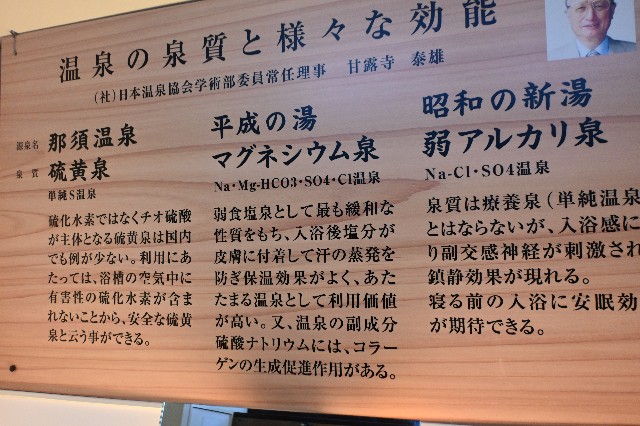 温泉の泉質と様々な効能
(社)日本温泉協会学術部委員常任理事 甘露寺 泰雄
源泉名 那須温泉
泉質 硫黄泉
単純S温泉
硫化水素ではなくチオ硫酸
が主体となる硫黄泉は国内
でも例が少ない。利用にあ
たっては、浴槽の空気中に
有害性の硫化水素が含ま
れないことから、安全な硫黄
泉と云う事ができる。
平成の湯
マグネシウム泉
Na・Mg-HCO3・SO4・Cl温泉
弱食塩泉として最も緩和な
性質をもち、入浴後塩分が
皮膚に付着して汗の蒸発を
防ぎ保温効果がよく、あた
たまる温泉として利用価値
が高い。又、温泉の副成分
硫酸ナトリウムには、コラー
ゲンの生成促進作用がある。
昭和の新湯
弱アルカリ泉
Na-Cl・SO4温泉
泉質は療養泉(単純温泉
とはならないが、入浴感に
り副交感神経が刺激され
鎮静効果が現れる。
寝る前の入浴に安眠効
が期待できる。